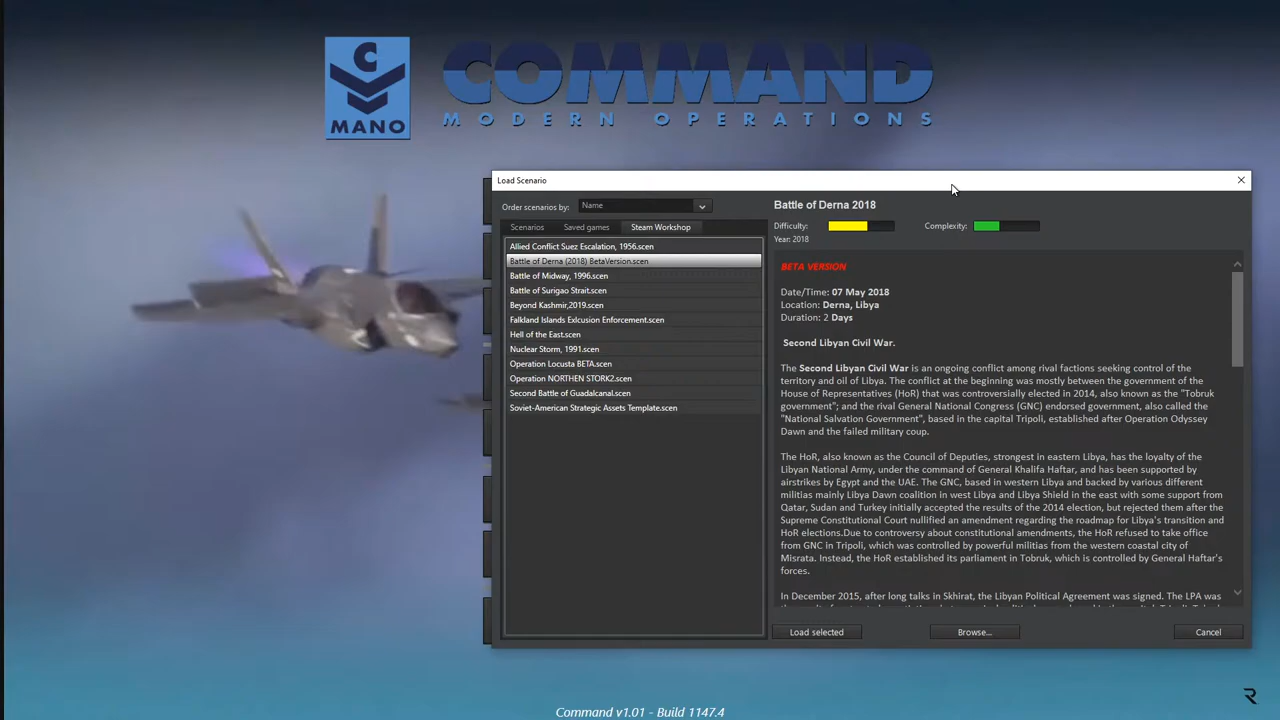 C
MANO
COMMAND
MODERN OPERATIONS
Load Scenario
Order scenarios by:
Name
Scenarios
Saved games
Steam Workshop
Allied Conflict Suez Escalation, 1956.scen
Battle of Derna (2018) BetaVersion.scen
Battle of Midway, 1996.scen
Battle of Surigao Strait.scen
Beyond Kashmir,2019.scen
Falkland Islands Exlcusion Enforcement.scen
Hell of the East.scen
Nuclear Storm, 1991.scen
Operation Locusta BETA.scen
Operation NORTHEN STORK2.scen
Second Battle of Guadalcanal.scen
Soviet-American Strategic Assets Template.scen
Battle of Derna 2018
Difficulty:
Complexity:
Year: 2018
BETA VERSION
Date/Time: 07 May 2018
Location: Derna, Libya
Duration: 2 Days
Second Libyan Civil War.
The Second Libyan Civil War is an ongoing conflict among rival factions seeking control of the
territory and oil of Libya. The conflict at the beginning was mostly between the government of the
House of Representatives (HoR) that was controversially elected in 2014, also known as the "Tobruk
government"; and the rival General National Congress (GNC) endorsed government, also called the
"National Salvation Government", based in the capital Tripoli, established after Operation Odyssey
Dawn and the failed military coup.
The HoR, also known as the Council of Deputies, strongest in eastern Libya, has the loyalty of the
Libyan National Army, under the command of General Khalifa Haftar, and has been supported by
airstrikes by Egypt and the UAE. The GNC, based in western Libya and backed by various different
militias mainly Libya Dawn coalition in west Libya and Libya Shield in the east with some support from
Qatar, Sudan and Turkey initially accepted the results of the 2014 election, but rejected them after the
Supreme Constitutional Court nullified an amendment regarding the roadmap for Libya's transition and
HoR elections.Due to controversy about constitutional amendments, the HoR refused to take office
from GNC in Tripoli, which was controlled by powerful militias from the western coastal city of
Misrata. Instead, the HoR established its parliament in Tobruk, which is controlled by General Haftar's
forces.
In December 2015, after long talks in Skhirat, the Libyan Political Agreement was signed. The LPA was
Load selected
Browse...
Cancel
Command v1.01 - Build 1147.4